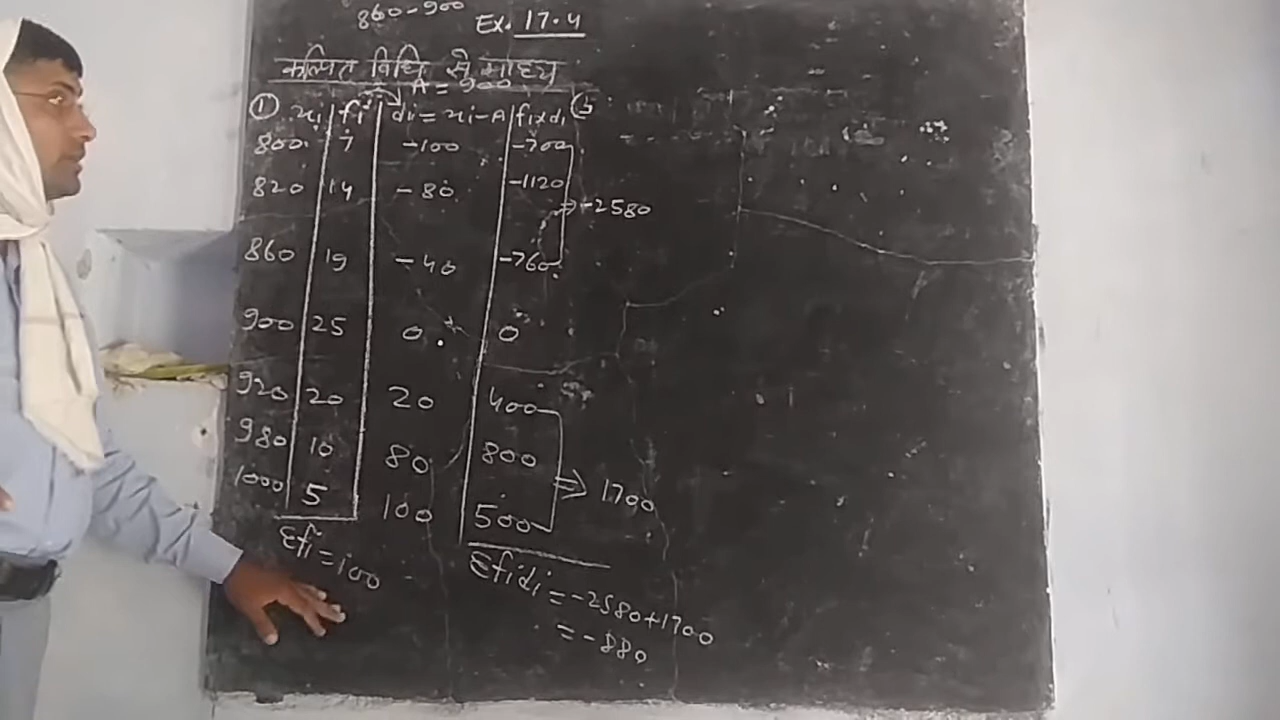 860-900
Ex. 17.4
कल्पित विधि से माध्य
A = 900
① xi fi di = xi - A fi×di
800 7 -100 -700
820 14 -80 -1120
⇒ -2580
860 19 -40 -760
900 25 0 0
920 20 20 400
980 10 80 800
⇒ 1700
1000 5 100 500
Σfi = 100
Σfidi = -2580+1700
= -880